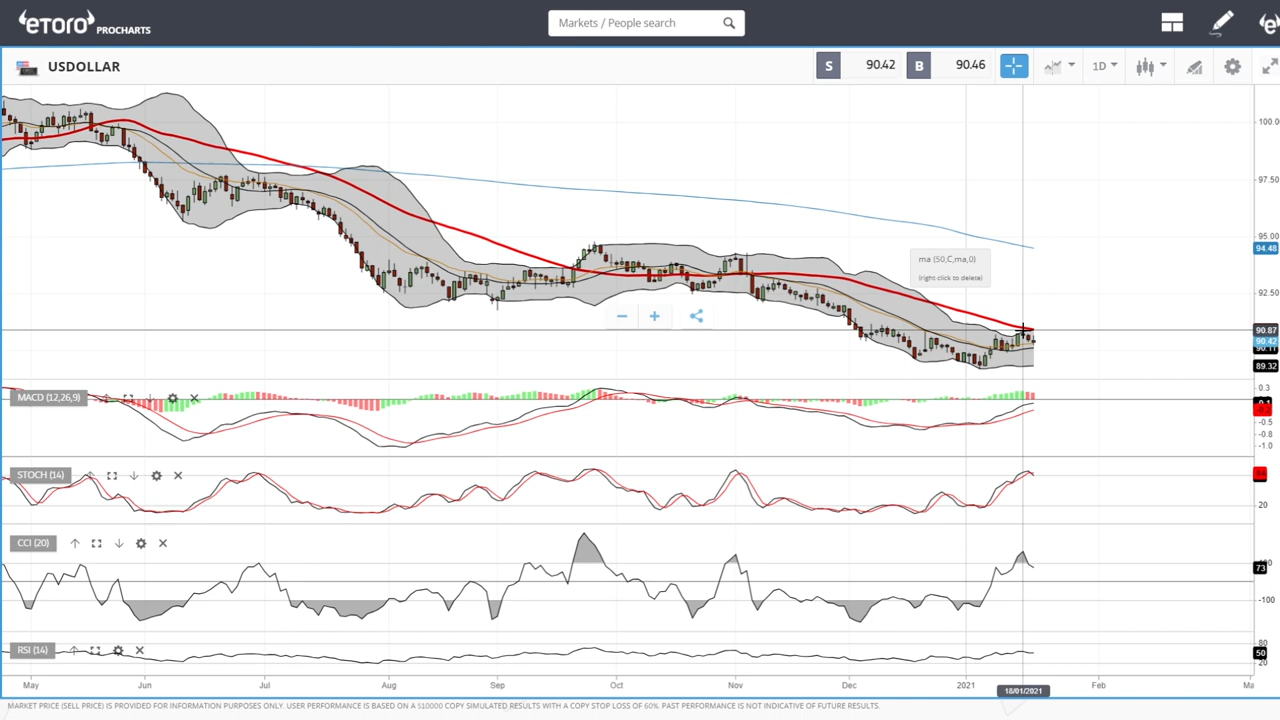 eToro PROCHARTS
Markets / People search
USDOLLAR
S 90.42 B 90.46
1D
100.0
97.50
95.00
94.48
ma (50,C,ma,0)
(right click to delete)
92.50
90.87
90.42
90.11
89.32
MACD (12,26,9)
0.3
-0.5
-0.8
-1.0
STOCH (14)
20
CCI (20)
73
-100
RSI (14)
80
50
20
May Jun Jul Aug Sep Oct Nov Dec 2021 Feb Ma
18/01/2021
MARKET PRICE (SELL PRICE) IS PROVIDED FOR INFORMATION PURPOSES ONLY. USER PERFORMANCE IS BASED ON A $10000 COPY SIMULATED RESULTS WITH A COPY STOP LOSS OF 60%. PAST PERFORMANCE IS NOT INDICATIVE OF FUTURE RESULTS.